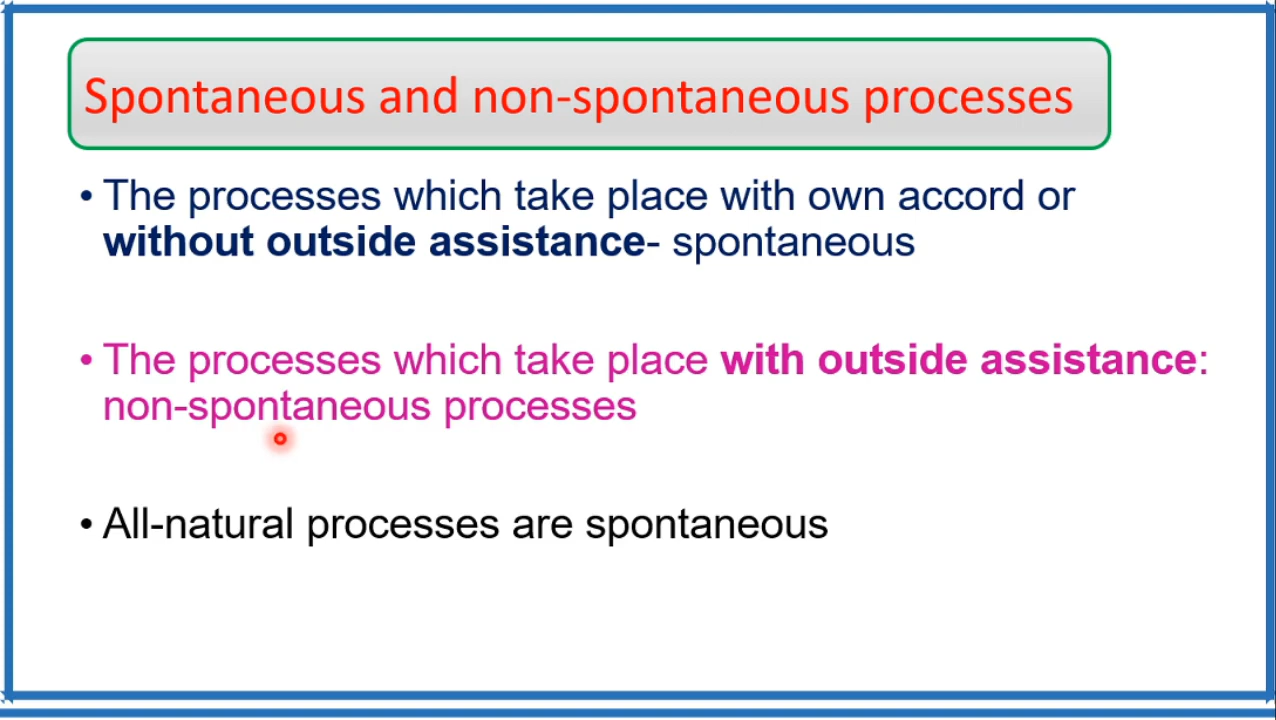 Spontaneous and non-spontaneous processes
• The processes which take place with own accord or
without outside assistance- spontaneous
• The processes which take place with outside assistance:
non-spontaneous processes
• All-natural processes are spontaneous